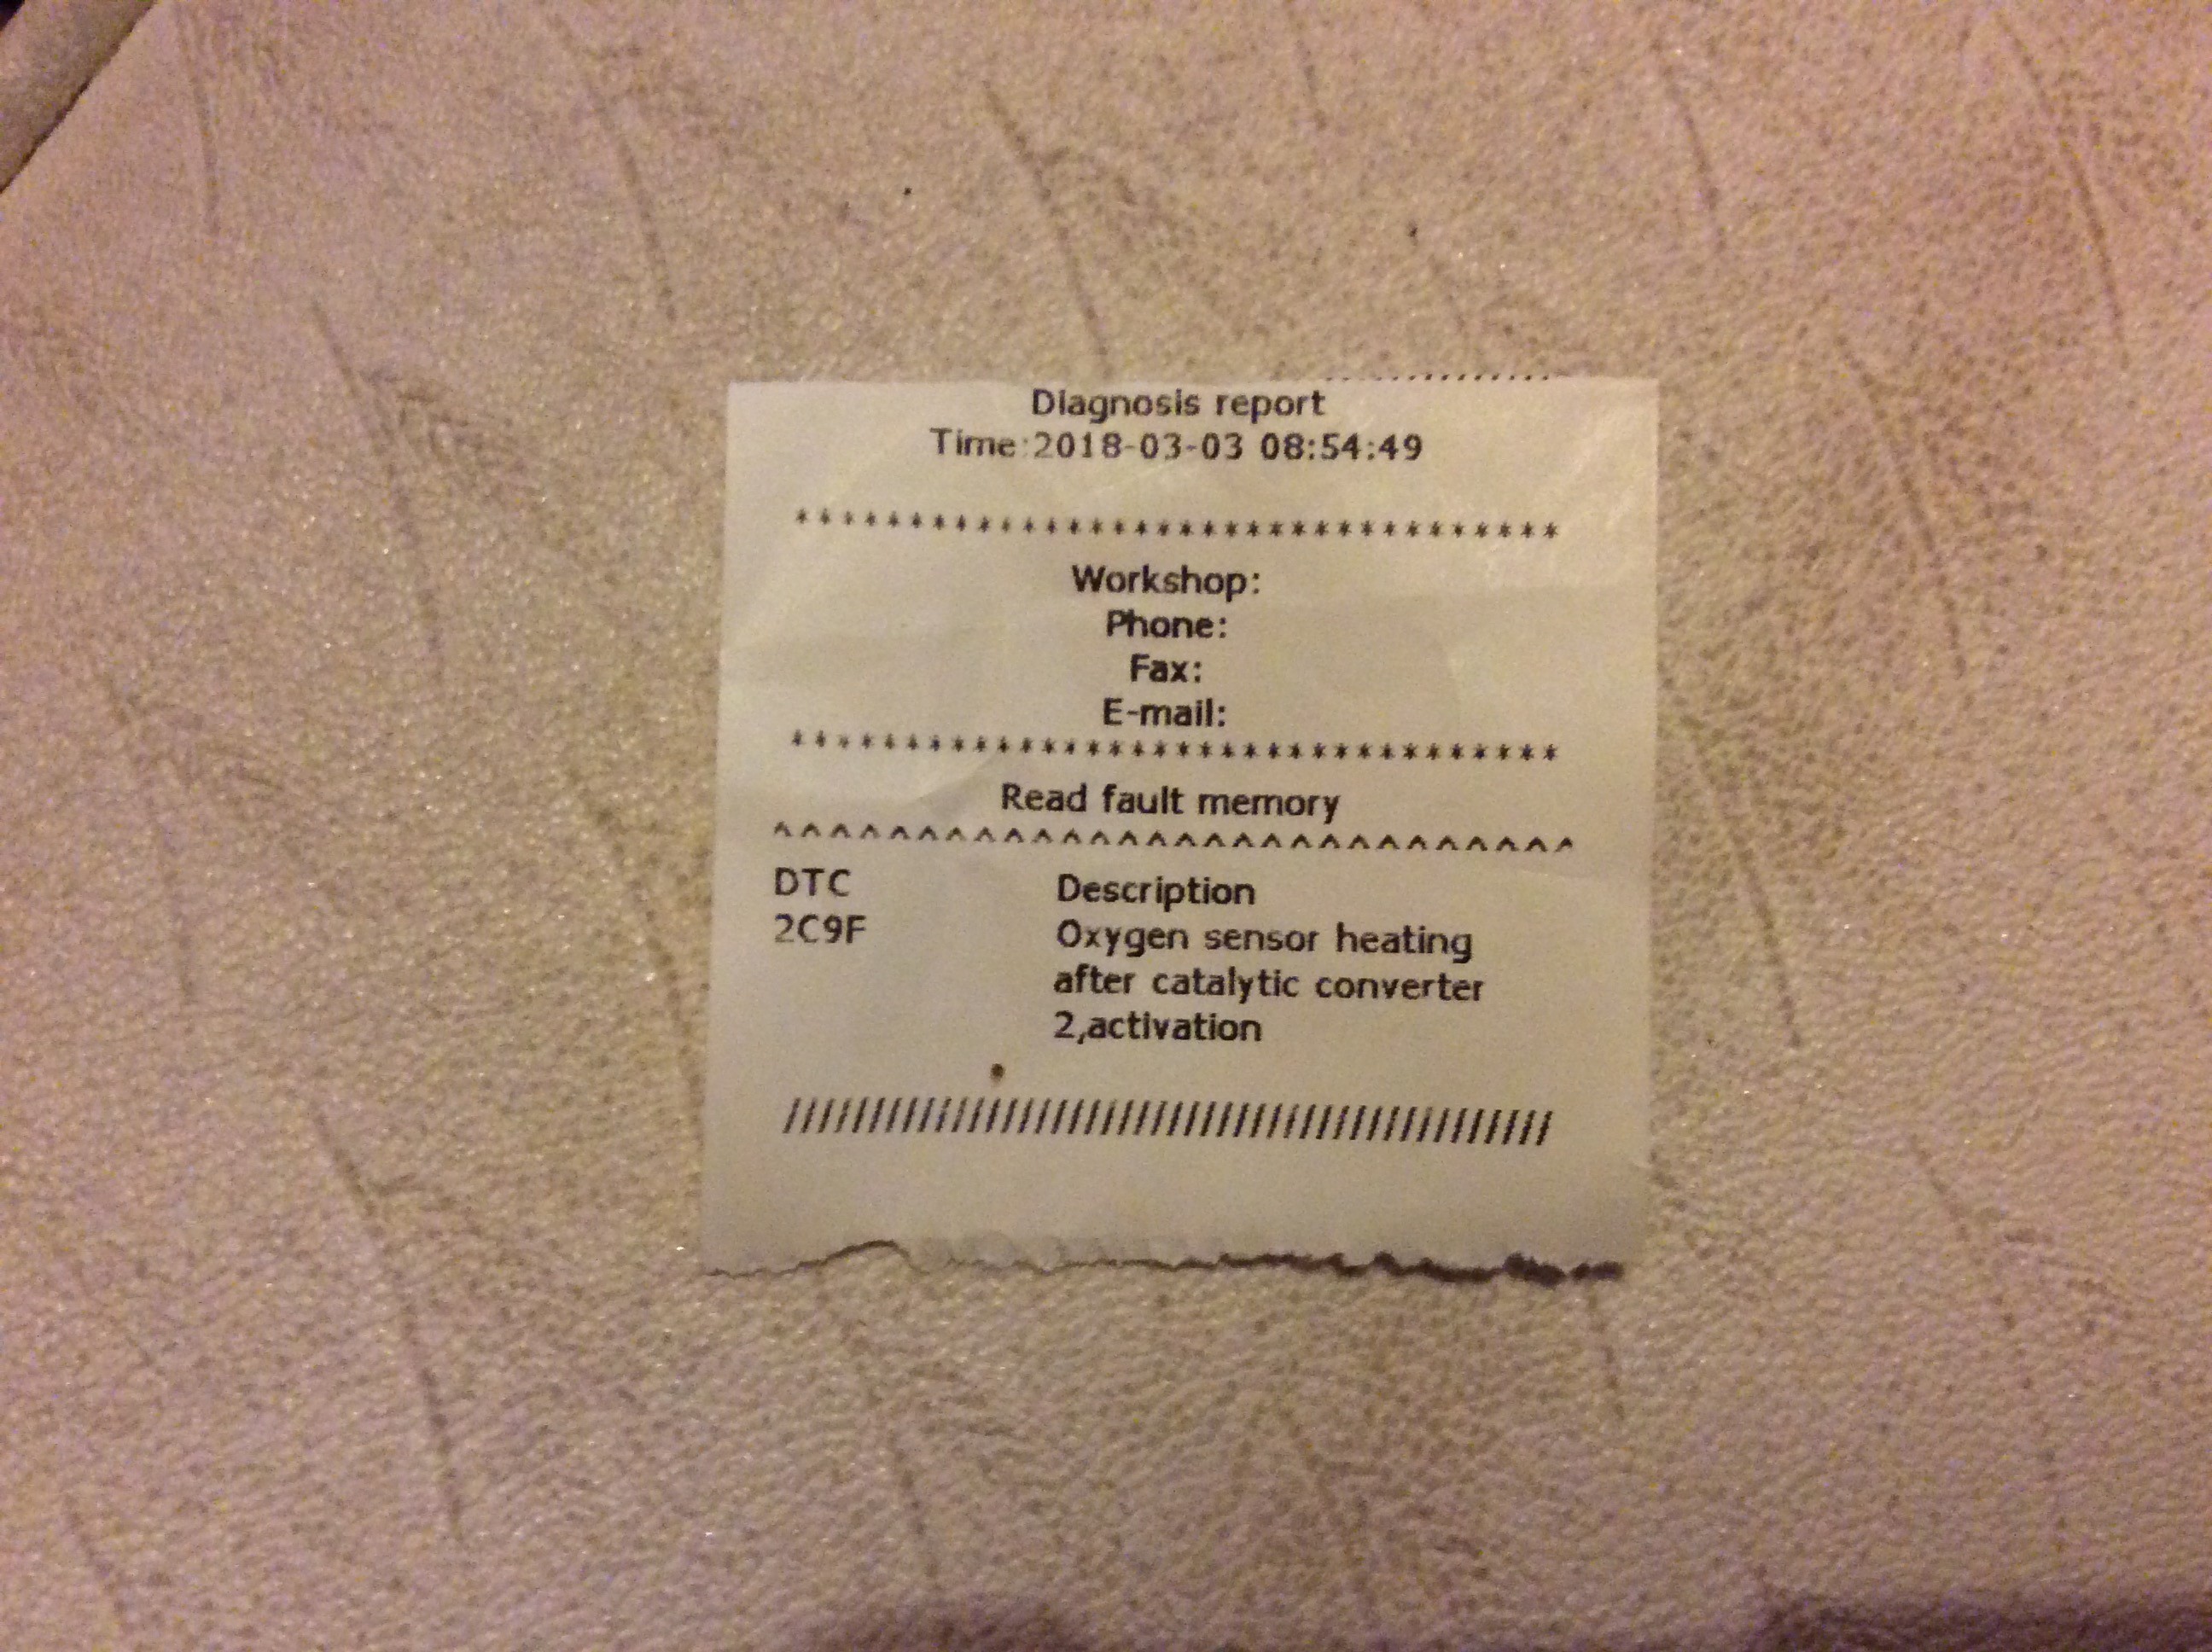 Diagnosis report
Time:2018-03-03 08:54:49
**********************************
Workshop:
Phone:
Fax:
E-mail:
**********************************
Read fault memory
^^^^^^^^^^^^^^^^^^^^^^^^^^^^
DTC Description
2C9F Oxygen sensor heating
after catalytic converter
2,activation
//////////////////////////////////////////////